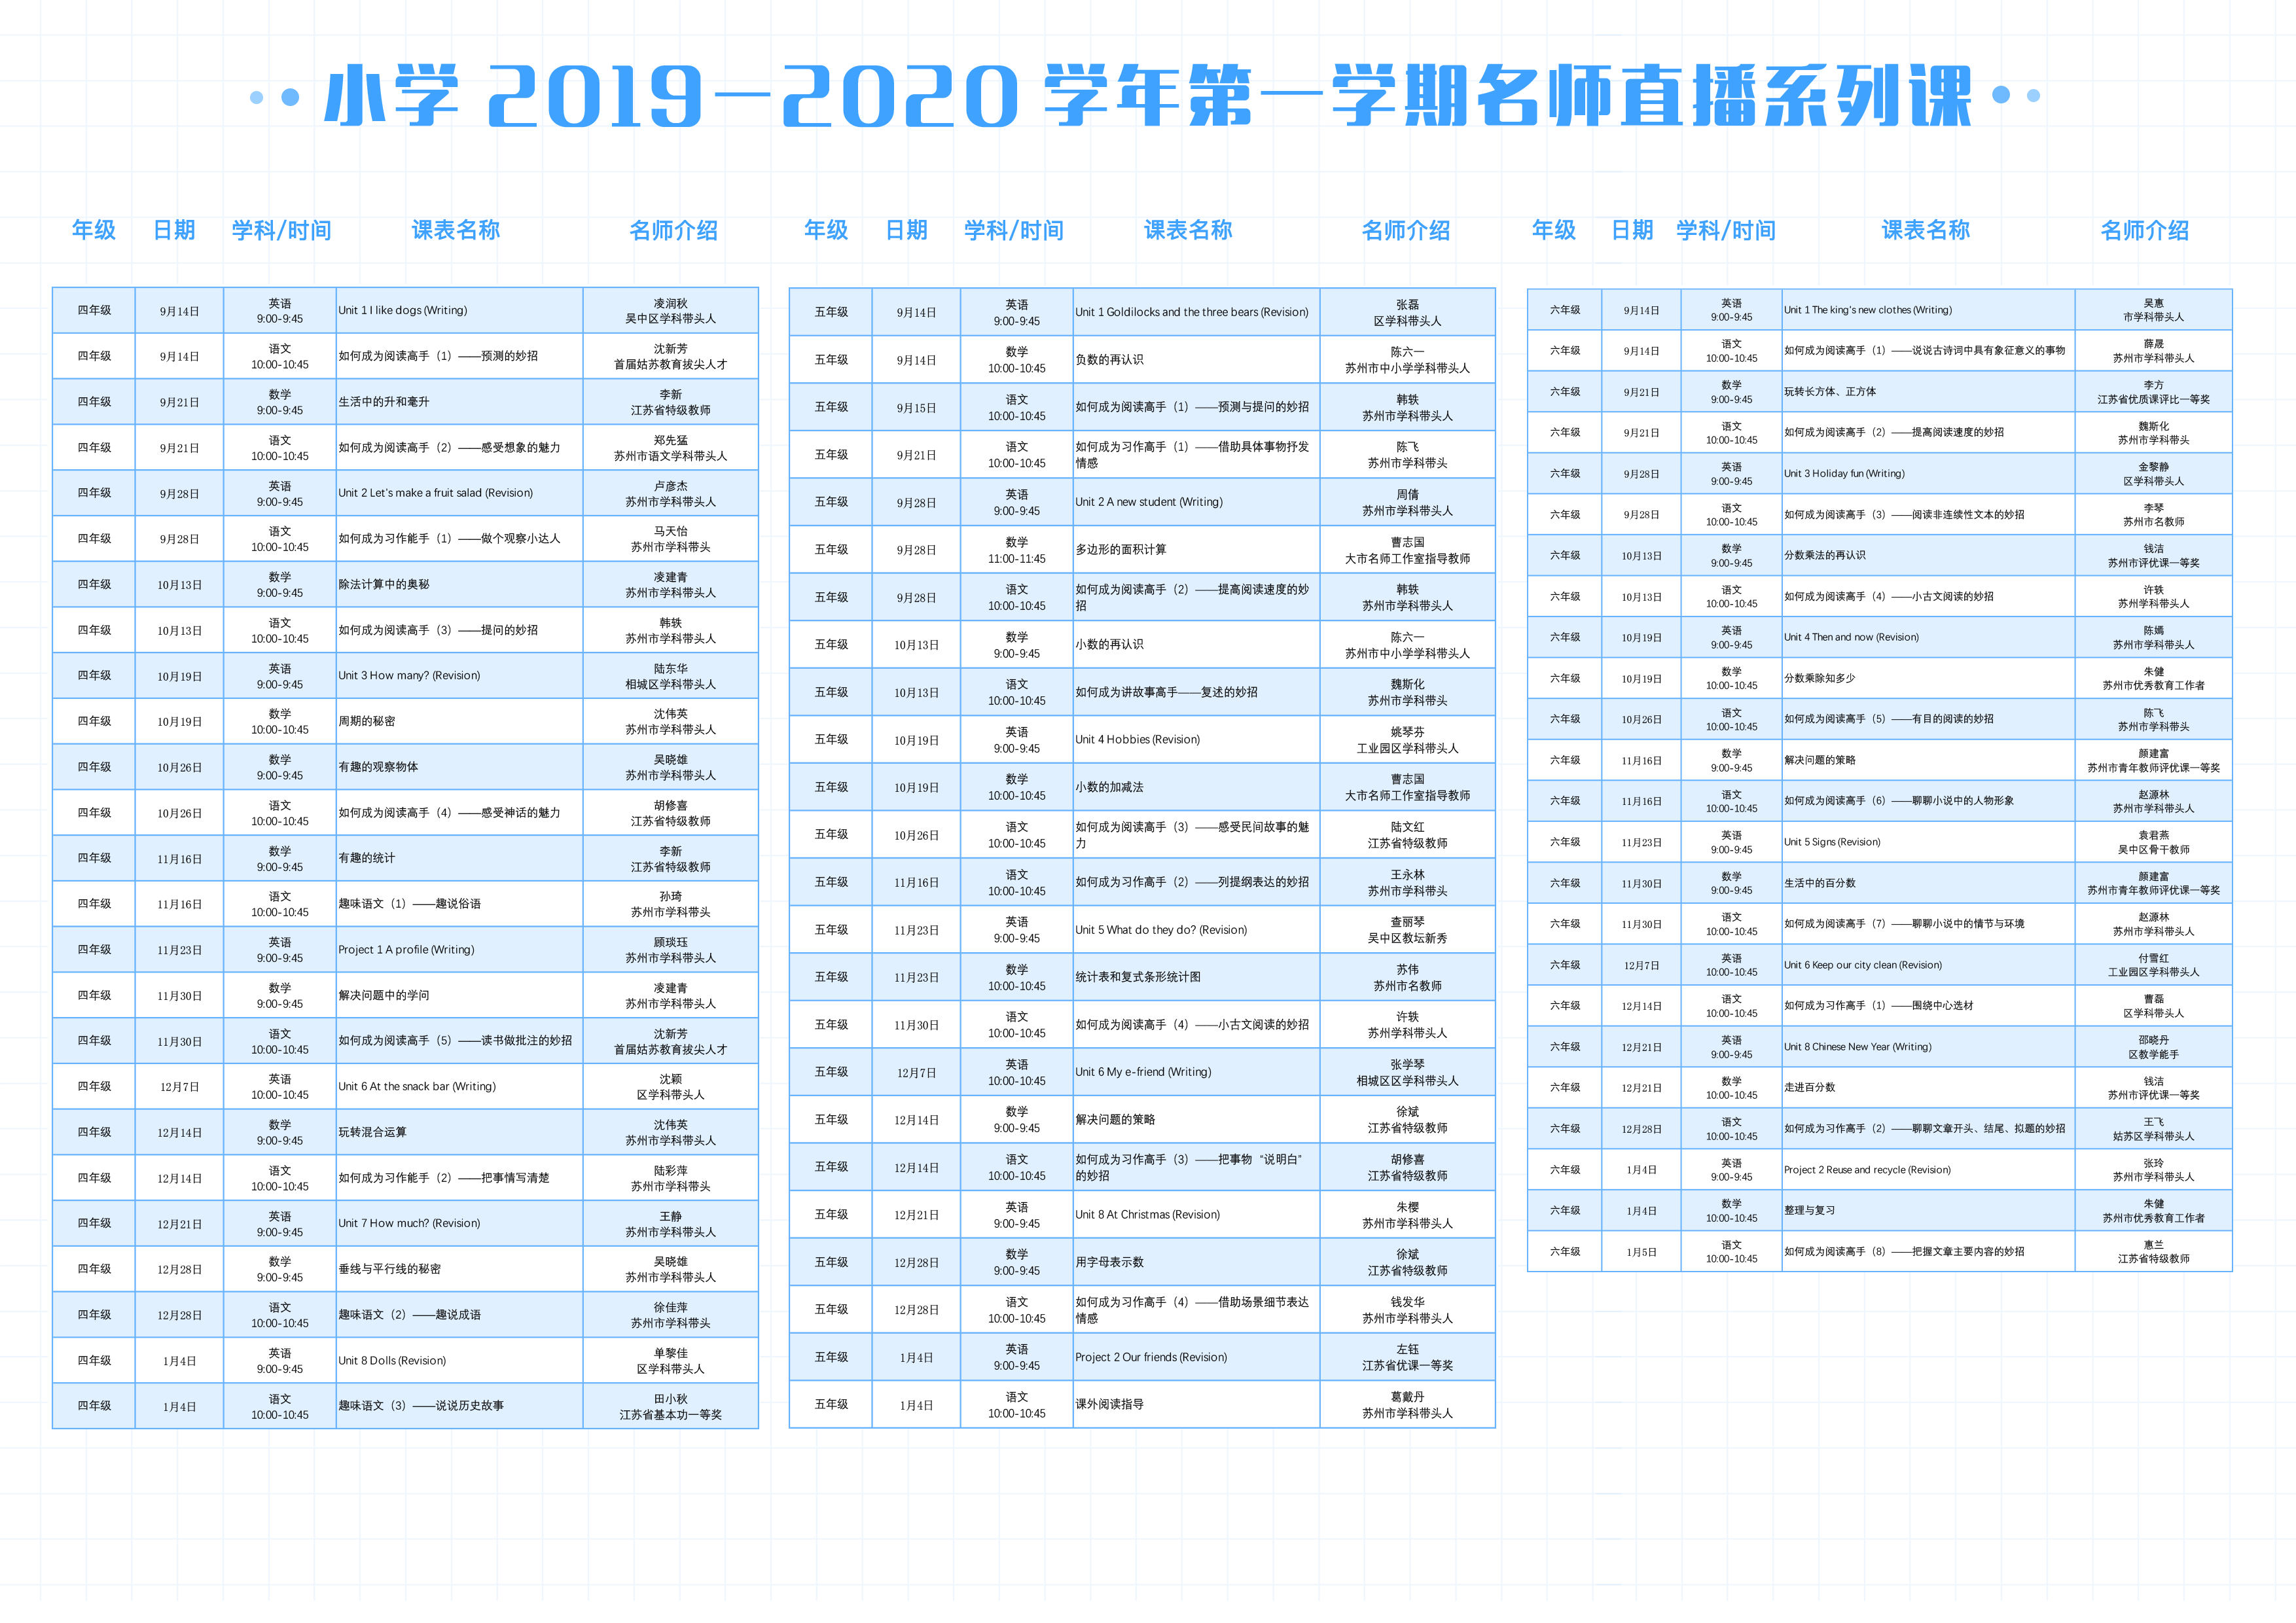 小学 2019—2020 学年第一学期名师直播系列课
年级 日期 学科/时间 课表名称 名师介绍
四年级 9月14日 英语 9:00-9:45 Unit 1 I like dogs (Writing) 凌润秋 吴中区学科带头人
四年级 9月14日 语文 10:00-10:45 如何成为阅读高手（1）——预测的妙招 沈新芳 首届姑苏教育拔尖人才
四年级 9月21日 数学 9:00-9:45 生活中的升和毫升 李新 江苏省特级教师
四年级 9月21日 语文 10:00-10:45 如何成为阅读高手（2）——感受想象的魅力 郑先猛 苏州市语文学科带头人
四年级 9月28日 英语 9:00-9:45 Unit 2 Let's make a fruit salad (Revision) 卢彦杰 苏州市学科带头人
四年级 9月28日 语文 10:00-10:45 如何成为习作能手（1）——做个观察小达人 马天怡 苏州市学科带头
四年级 10月13日 数学 9:00-9:45 除法计算中的奥秘 凌建青 苏州市学科带头人
四年级 10月13日 语文 10:00-10:45 如何成为阅读高手（3）——提问的妙招 韩轶 苏州市学科带头人
四年级 10月19日 英语 9:00-9:45 Unit 3 How many? (Revision) 陆东华 相城区学科带头人
四年级 10月19日 数学 10:00-10:45 周期的秘密 沈伟英 苏州市学科带头人
四年级 10月26日 数学 9:00-9:45 有趣的观察物体 吴晓雄 苏州市学科带头人
四年级 10月26日 语文 10:00-10:45 如何成为阅读高手（4）——感受神话的魅力 胡修喜 江苏省特级教师
四年级 11月16日 数学 9:00-9:45 有趣的统计 李新 江苏省特级教师
四年级 11月16日 语文 10:00-10:45 趣味语文（1）——趣说俗语 孙琦 苏州市学科带头
四年级 11月23日 英语 9:00-9:45 Project 1 A profile (Writing) 顾琰珏 苏州市学科带头人
四年级 11月30日 数学 9:00-9:45 解决问题中的学问 凌建青 苏州市学科带头人
四年级 11月30日 语文 10:00-10:45 如何成为阅读高手（5）——读书做批注的妙招 沈新芳 首届姑苏教育拔尖人才
四年级 12月7日 英语 10:00-10:45 Unit 6 At the snack bar (Writing) 沈颖 区学科带头人
四年级 12月14日 数学 9:00-9:45 玩转混合运算 沈伟英 苏州市学科带头人
四年级 12月14日 语文 10:00-10:45 如何成为习作能手（2）——把事情写清楚 陆彩萍 苏州市学科带头
四年级 12月21日 英语 9:00-9:45 Unit 7 How much? (Revision) 王静 苏州市学科带头人
四年级 12月28日 数学 9:00-9:45 垂线与平行线的秘密 吴晓雄 苏州市学科带头人
四年级 12月28日 语文 10:00-10:45 趣味语文（2）——趣说成语 徐佳萍 苏州市学科带头
四年级 1月4日 英语 9:00-9:45 Unit 8 Dolls (Revision) 单黎佳 区学科带头人
四年级 1月4日 语文 10:00-10:45 趣味语文（3）——说说历史故事 田小秋 江苏省基本功一等奖
年级 日期 学科/时间 课表名称 名师介绍
五年级 9月14日 英语 9:00-9:45 Unit 1 Goldilocks and the three bears (Revision) 张磊 区学科带头人
五年级 9月14日 数学 10:00-10:45 负数的再认识 陈六一 苏州市中小学学科带头人
五年级 9月15日 语文 10:00-10:45 如何成为阅读高手（1）——预测与提问的妙招 韩轶 苏州市学科带头人
五年级 9月21日 语文 10:00-10:45 如何成为习作高手（1）——借助具体事物抒发情感 陈飞 苏州市学科带头
五年级 9月28日 英语 9:00-9:45 Unit 2 A new student (Writing) 周倩 苏州市学科带头人
五年级 9月28日 数学 11:00-11:45 多边形的面积计算 曹志国 大市名师工作室指导教师
五年级 9月28日 语文 10:00-10:45 如何成为阅读高手（2）——提高阅读速度的妙招 韩轶 苏州市学科带头人
五年级 10月13日 数学 9:00-9:45 小数的再认识 陈六一 苏州市中小学学科带头人
五年级 10月13日 语文 10:00-10:45 如何成为讲故事高手——复述的妙招 魏斯化 苏州市学科带头
五年级 10月19日 英语 9:00-9:45 Unit 4 Hobbies (Revision) 姚琴芬 工业园区学科带头人
五年级 10月19日 数学 10:00-10:45 小数的加减法 曹志国 大市名师工作室指导教师
五年级 10月26日 语文 10:00-10:45 如何成为阅读高手（3）——感受民间故事的魅力 陆文红 江苏省特级教师
五年级 11月16日 语文 10:00-10:45 如何成为习作高手（2）——列提纲表达的妙招 王永林 苏州市学科带头
五年级 11月23日 英语 9:00-9:45 Unit 5 What do they do? (Revision) 查丽琴 吴中区教坛新秀
五年级 11月23日 数学 10:00-10:45 统计表和复式条形统计图 苏伟 苏州市名教师
五年级 11月30日 语文 10:00-10:45 如何成为阅读高手（4）——小古文阅读的妙招 许轶 苏州学科带头人
五年级 12月7日 英语 10:00-10:45 Unit 6 My e-friend (Writing) 张学琴 相城区区学科带头人
五年级 12月14日 数学 9:00-9:45 解决问题的策略 徐斌 江苏省特级教师
五年级 12月14日 语文 10:00-10:45 如何成为习作高手（3）——把事物“说明白”的妙招 胡修喜 江苏省特级教师
五年级 12月21日 英语 9:00-9:45 Unit 8 At Christmas (Revision) 朱樱 苏州市学科带头人
五年级 12月28日 数学 9:00-9:45 用字母表示数 徐斌 江苏省特级教师
五年级 12月28日 语文 10:00-10:45 如何成为习作高手（4）——借助场景细节表达情感 钱发华 苏州市学科带头人
五年级 1月4日 英语 9:00-9:45 Project 2 Our friends (Revision) 左钰 江苏省优课一等奖
五年级 1月4日 语文 10:00-10:45 课外阅读指导 葛戴丹 苏州市学科带头人
年级 日期 学科/时间 课表名称 名师介绍
六年级 9月14日 英语 9:00-9:45 Unit 1 The king's new clothes (Writing) 吴惠 市学科带头人
六年级 9月14日 语文 10:00-10:45 如何成为阅读高手（1）——说说古诗词中具有象征意义的事物 薛晟 苏州市学科带头人
六年级 9月21日 数学 9:00-9:45 玩转长方体、正方体 李方 江苏省优质课评比一等奖
六年级 9月21日 语文 10:00-10:45 如何成为阅读高手（2）——提高阅读速度的妙招 魏斯化 苏州市学科带头
六年级 9月28日 英语 9:00-9:45 Unit 3 Holiday fun (Writing) 金黎静 区学科带头人
六年级 9月28日 语文 10:00-10:45 如何成为阅读高手（3）——阅读非连续性文本的妙招 李琴 苏州市名教师
六年级 10月13日 数学 9:00-9:45 分数乘法的再认识 钱洁 苏州市评优课一等奖
六年级 10月13日 语文 10:00-10:45 如何成为阅读高手（4）——小古文阅读的妙招 许轶 苏州学科带头人
六年级 10月19日 英语 9:00-9:45 Unit 4 Then and now (Revision) 陈嫣 苏州市学科带头人
六年级 10月19日 数学 10:00-10:45 分数乘除知多少 朱健 苏州市优秀教育工作者
六年级 10月26日 语文 10:00-10:45 如何成为阅读高手（5）——有目的阅读的妙招 陈飞 苏州市学科带头
六年级 11月16日 数学 9:00-9:45 解决问题的策略 颜建富 苏州市青年教师评优课一等奖
六年级 11月16日 语文 10:00-10:45 如何成为阅读高手（6）——聊聊小说中的人物形象 赵源林 苏州市学科带头人
六年级 11月23日 英语 9:00-9:45 Unit 5 Signs (Revision) 袁君燕 吴中区骨干教师
六年级 11月30日 数学 9:00-9:45 生活中的百分数 颜建富 苏州市青年教师评优课一等奖
六年级 11月30日 语文 10:00-10:45 如何成为阅读高手（7）——聊聊小说中的情节与环境 赵源林 苏州市学科带头人
六年级 12月7日 英语 10:00-10:45 Unit 6 Keep our city clean (Revision) 付雪红 工业园区学科带头人
六年级 12月14日 语文 10:00-10:45 如何成为习作高手（1）——围绕中心选材 曹磊 区学科带头人
六年级 12月21日 英语 9:00-9:45 Unit 8 Chinese New Year (Writing) 邵晓丹 区教学能手
六年级 12月21日 数学 10:00-10:45 走进百分数 钱洁 苏州市评优课一等奖
六年级 12月28日 语文 10:00-10:45 如何成为习作高手（2）——聊聊文章开头、结尾、拟题的妙招 王飞 姑苏区学科带头人
六年级 1月4日 英语 9:00-9:45 Project 2 Reuse and recycle (Revision) 张玲 苏州市学科带头人
六年级 1月4日 数学 10:00-10:45 整理与复习 朱健 苏州市优秀教育工作者
六年级 1月5日 语文 10:00-10:45 如何成为阅读高手（8）——把握文章主要内容的妙招 惠兰 江苏省特级教师